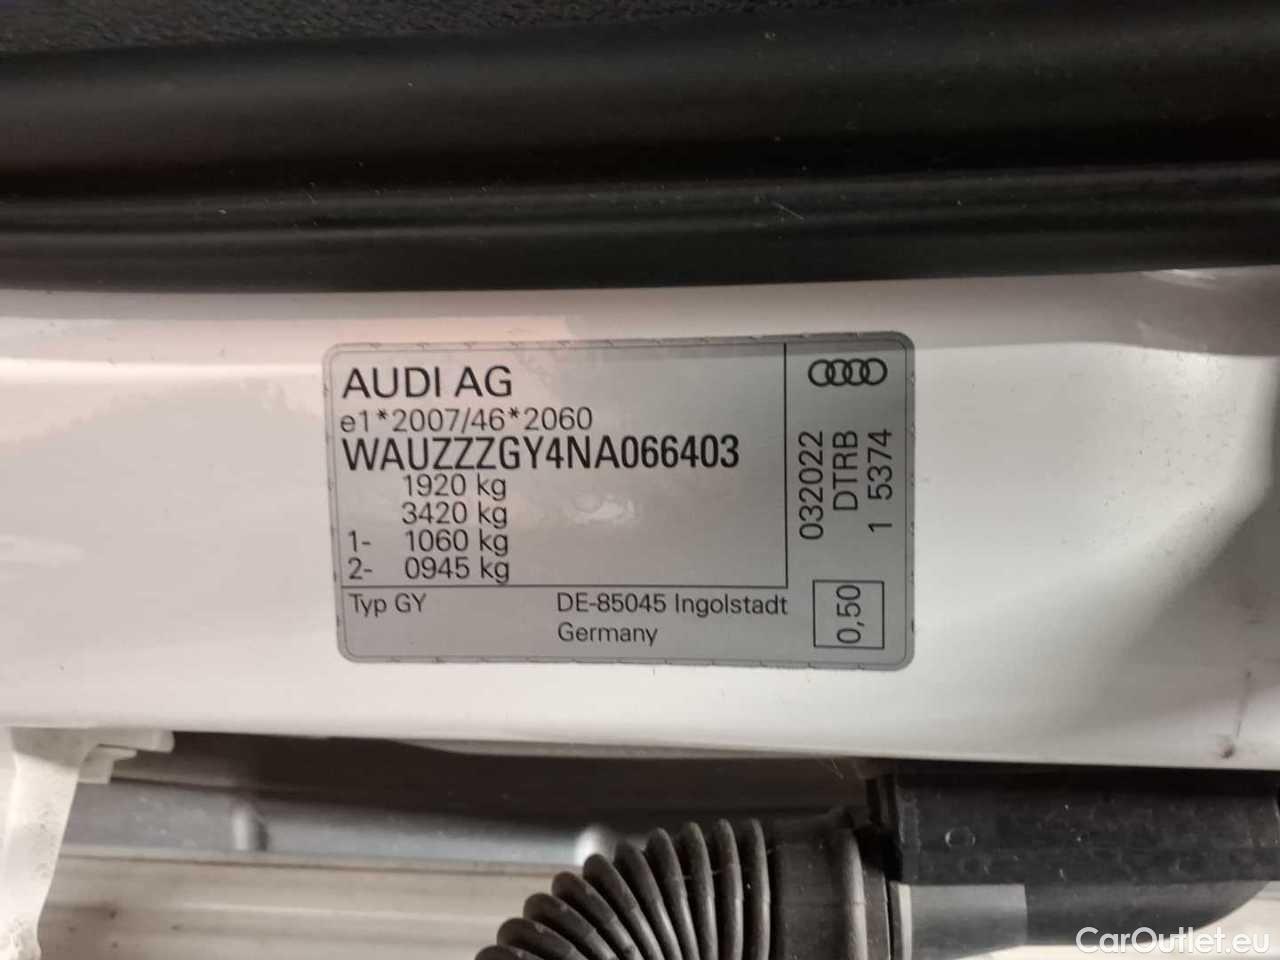 AUDI AG
e1*2007/46*2060
WAUZZZGY4NA066403
1920 kg
3420 kg
1- 1060 kg
2- 0945 kg
Typ GY
DE-85045 Ingolstadt
Germany
032022
DTRB
1 5374
0,50
CarOutlet.eu